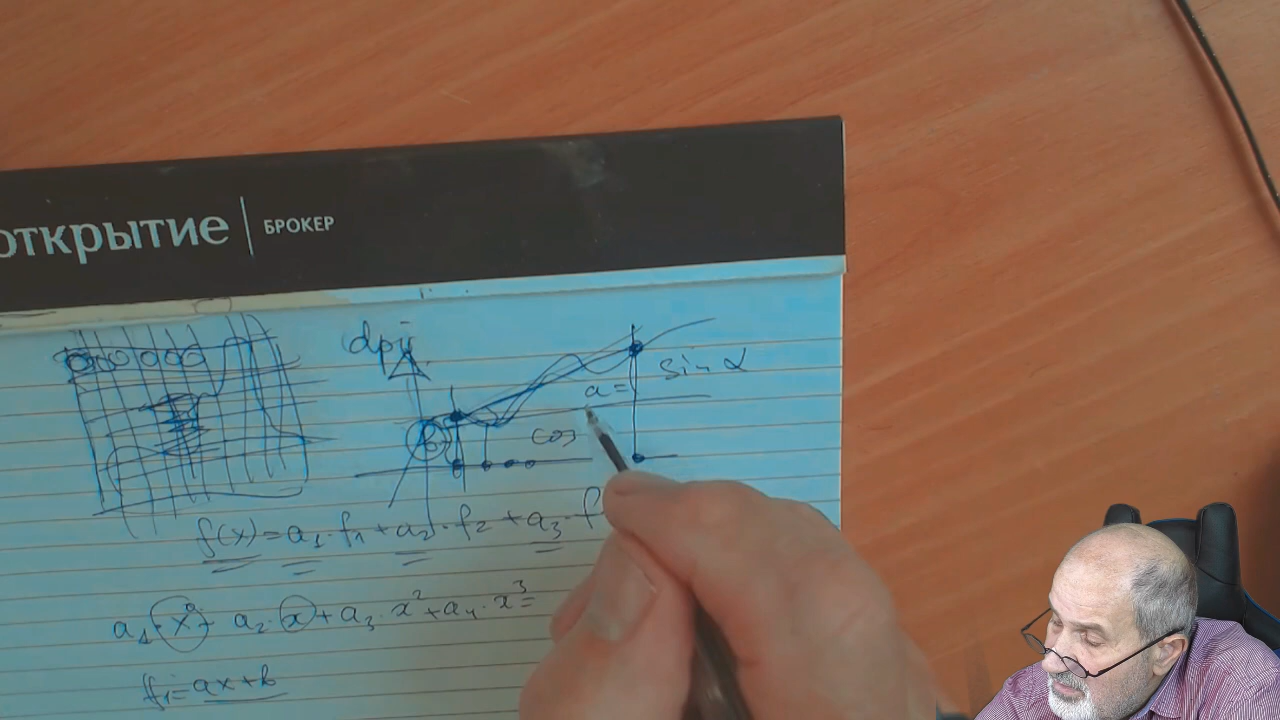 открытие БРОКЕР
a = sin α
cos
f(x) = a₁·f₁ + a₂·f₂ + a₃·f
a₁·x⁰ + a₂·x + a₃·x² + a₄·x³ =
f₁ = ax + b